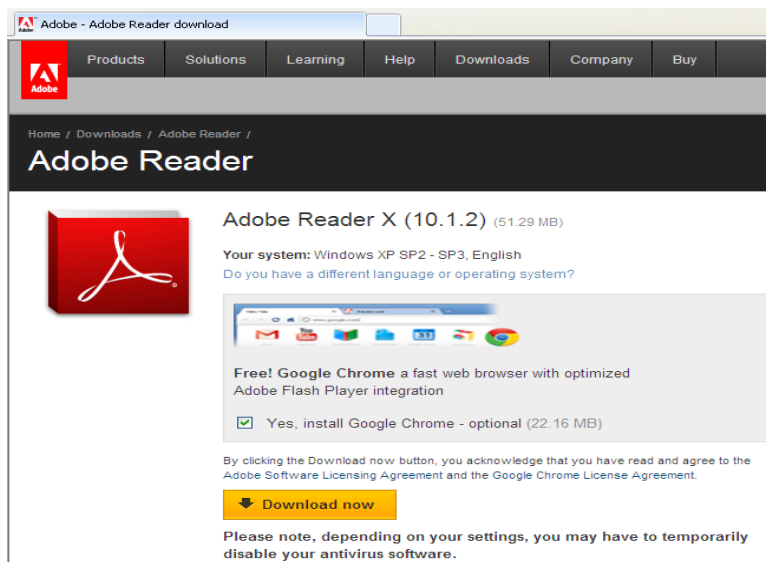 Adobe - Adobe Reader download
Products Solutions Learning Help Downloads Company Buy
Adobe
Home / Downloads / Adobe Reader /
Adobe Reader
Adobe Reader X (10.1.2) (51.29 MB)
Your system: Windows XP SP2 - SP3, English
Do you have a different language or operating system?
Free! Google Chrome a fast web browser with optimized
Adobe Flash Player integration
Yes, install Google Chrome - optional (22.16 MB)
By clicking the Download now button, you acknowledge that you have read and agree to the
Adobe Software Licensing Agreement and the Google Chrome License Agreement.
Download now
Please note, depending on your settings, you may have to temporarily
disable your antivirus software.